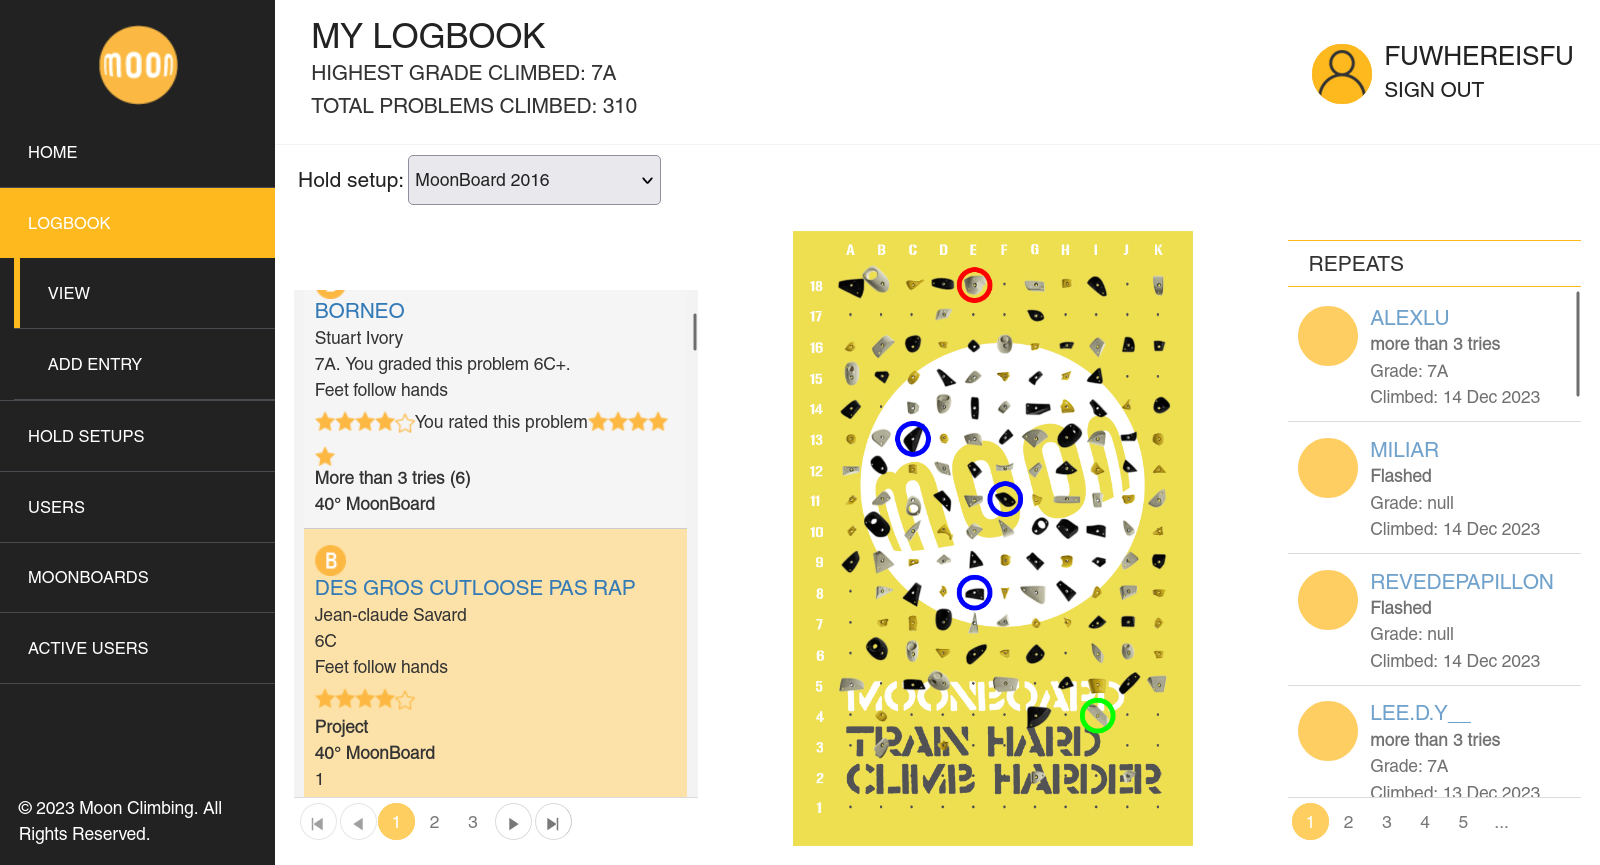 moon
HOME
LOGBOOK
VIEW
ADD ENTRY
HOLD SETUPS
USERS
MOONBOARDS
ACTIVE USERS
© 2023 Moon Climbing. All
Rights Reserved.
MY LOGBOOK
HIGHEST GRADE CLIMBED: 7A
TOTAL PROBLEMS CLIMBED: 310
FUWHEREISFU
SIGN OUT
Hold setup: MoonBoard 2016
BORNEO
Stuart Ivory
7A. You graded this problem 6C+.
Feet follow hands
You rated this problem
More than 3 tries (6)
40° MoonBoard
B
DES GROS CUTLOOSE PAS RAP
Jean-claude Savard
6C
Feet follow hands
Project
40° MoonBoard
1
1 2 3
A B C D E F G H I J K
18
17
16
15
14
13
12
11
10
9
8
7
6
5
4
3
2
1
moon
MOONBOARD
TRAIN HARD
CLIMB HARDER
REPEATS
ALEXLU
more than 3 tries
Grade: 7A
Climbed: 14 Dec 2023
MILIAR
Flashed
Grade: null
Climbed: 14 Dec 2023
REVEDEPAPILLON
Flashed
Grade: null
Climbed: 14 Dec 2023
LEE.D.Y__
more than 3 tries
Grade: 7A
Climbed: 13 Dec 2023
1 2 3 4 5 ...